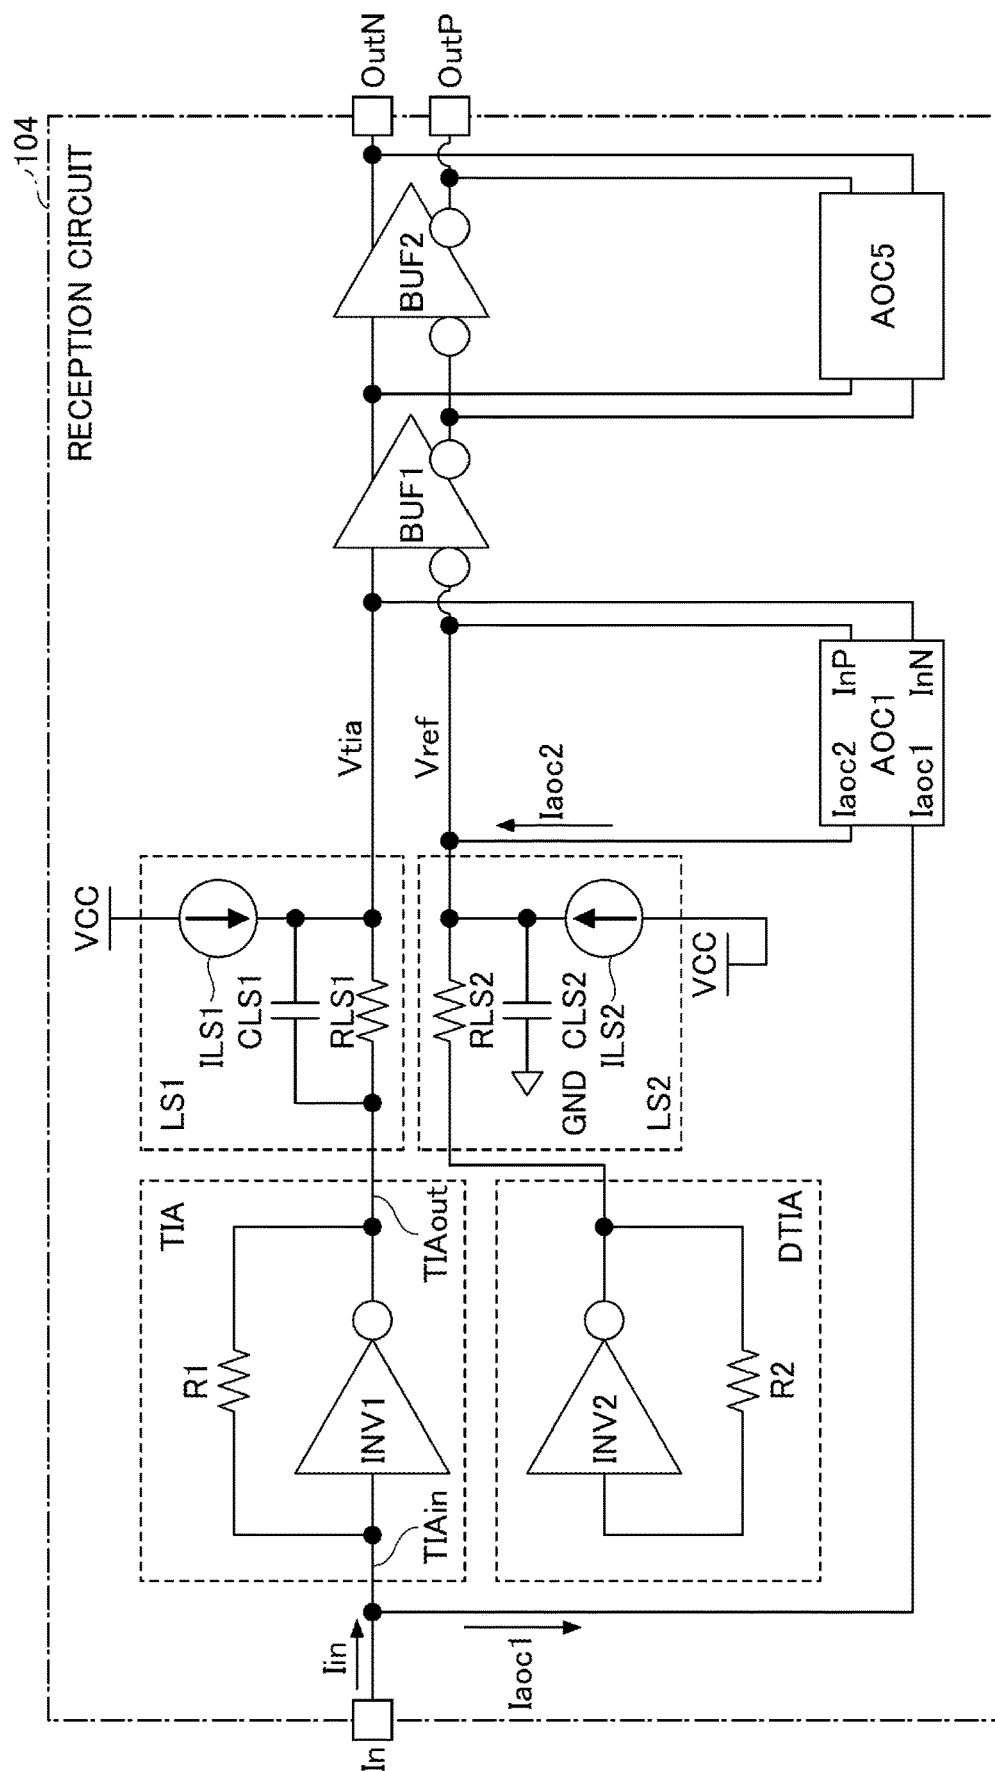 104
RECEPTION CIRCUIT
VCC
ILS1
CLS1
RLS1
LS1
TIA
R1
INV1
TIAin
TIAout
In
Iin
Iaoc1
Vtia
Vref
BUF1
BUF2
OutN
OutP
RLS2
CLS2
GND
ILS2
LS2
VCC
Iaoc2
INV2
R2
DTIA
Iaoc2 InP
AOC1
Iaoc1 InN
AOC5